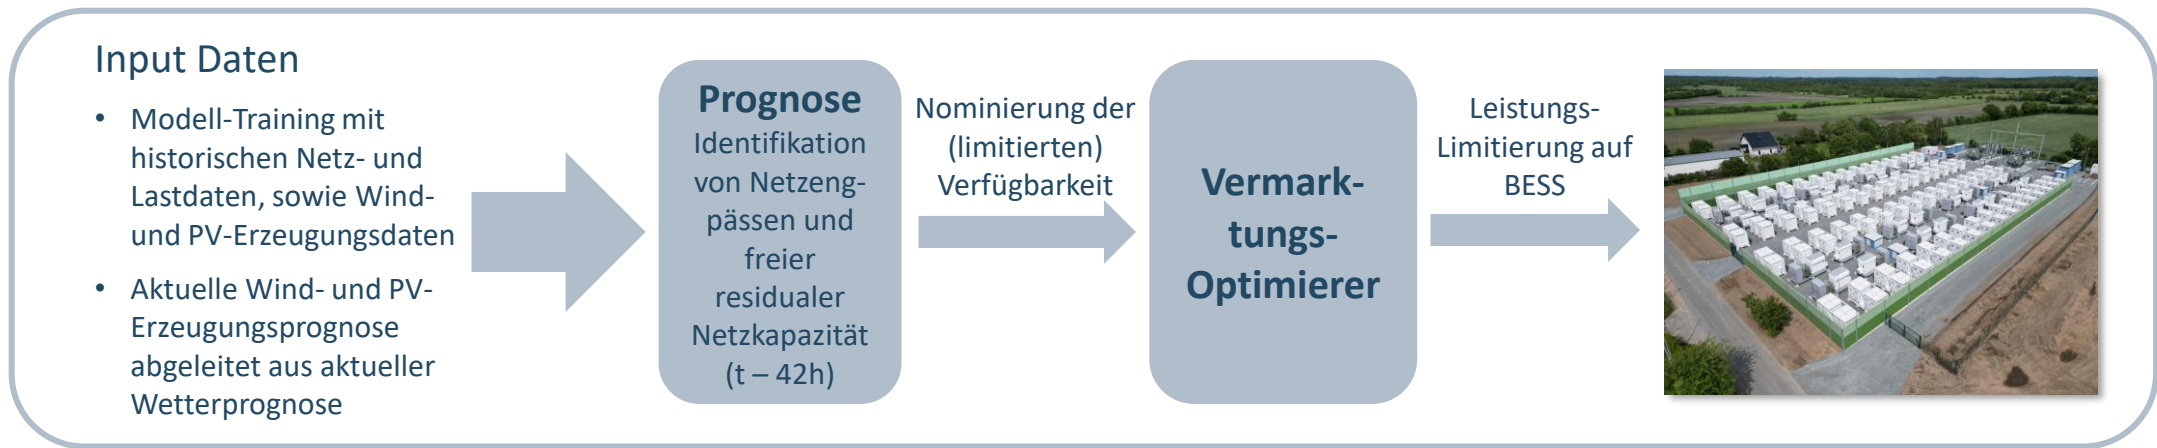 Input Daten
• Modell-Training mit
historischen Netz- und
Lastdaten, sowie Wind-
und PV-Erzeugungsdaten
• Aktuelle Wind- und PV-
Erzeugungsprognose
abgeleitet aus aktueller
Wetterprognose
Prognose
Identifikation
von Netzeng-
pässen und
freier
residualer
Netzkapazität
(t – 42h)
Nominierung der
(limitierten)
Verfügbarkeit
Vermark-
tungs-
Optimierer
Leistungs-
Limitierung auf
BESS